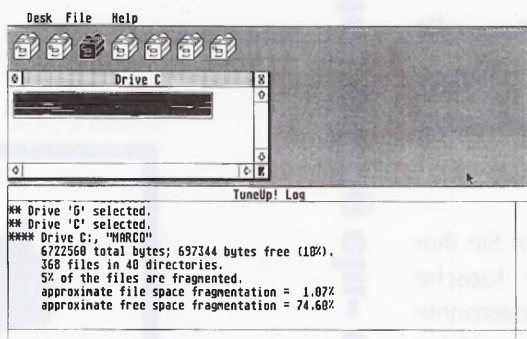 Desk File Help
Drive C
TuneUp! Log
** Drive 'G' selected.
** Drive 'C' selected.
**** Drive C:, "MARCO"
6722560 total bytes; 697344 bytes free (10%).
368 files in 40 directories.
5% of the files are fragmented.
approximate file space fragmentation = 1.07%
approximate free space fragmentation = 74.60%